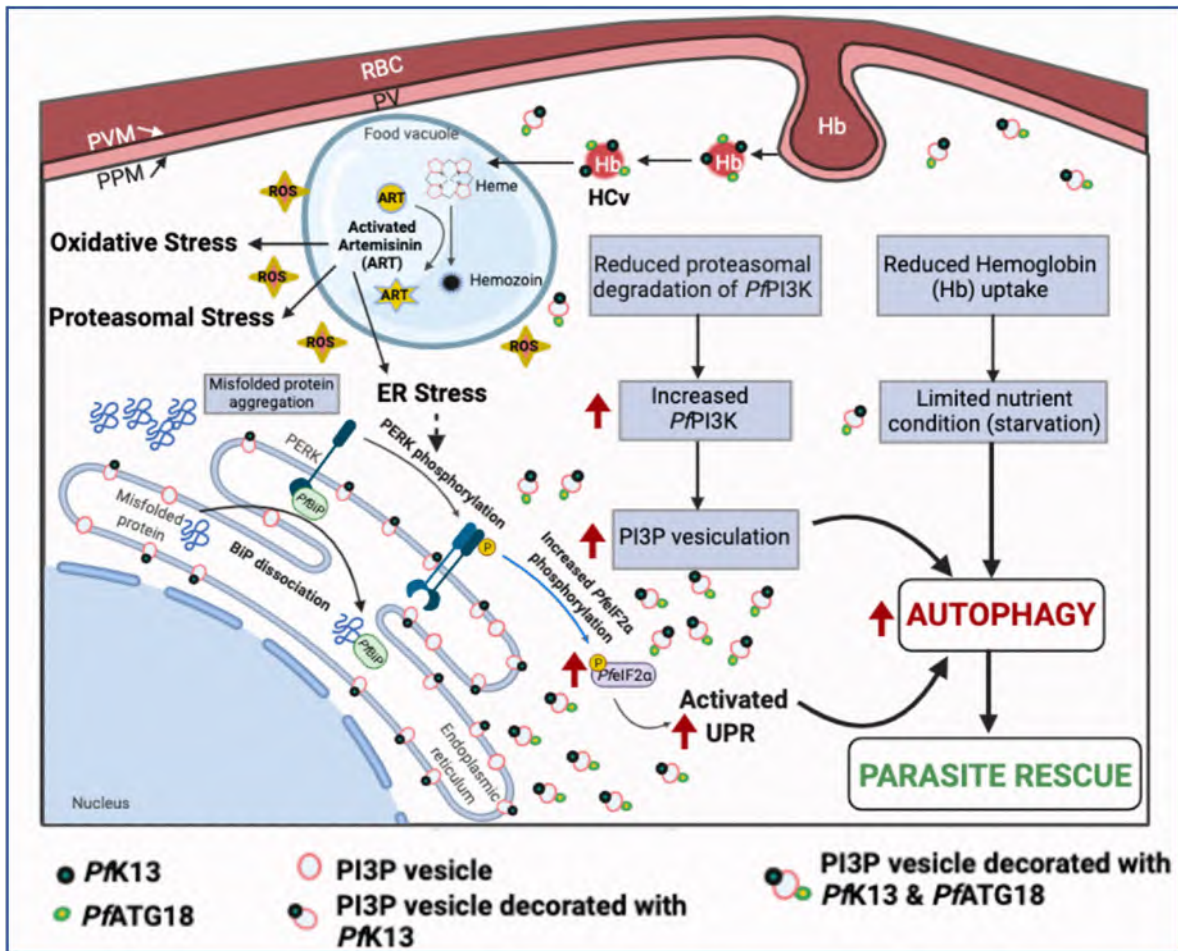 RBC
PV
PVM
PPM
Hb
Food vacuole
Heme
ART
Activated
Artemisinin
(ART)
ART
Hemozoin
Hb
Hb
HCv
ROS
ROS
ROS
ROS
Oxidative Stress
Proteasomal Stress
ER Stress
Reduced proteasomal
degradation of PfPI3K
Increased
PfPI3K
PI3P vesiculation
Reduced Hemoglobin
(Hb) uptake
Limited nutrient
condition (starvation)
AUTOPHAGY
PARASITE RESCUE
Misfolded protein
aggregation
PERK
PfBiP
PERK phosphorylation
P
Misfolded
protein
BiP dissociation
PfBiP
Increased PfeIF2α
phosphorylation
P
PfeIF2α
Activated
UPR
Endoplasmic
reticulum
Nucleus
PfK13
PfATG18
PI3P vesicle
PI3P vesicle decorated with
PfK13
PI3P vesicle decorated with
PfK13 & PfATG18